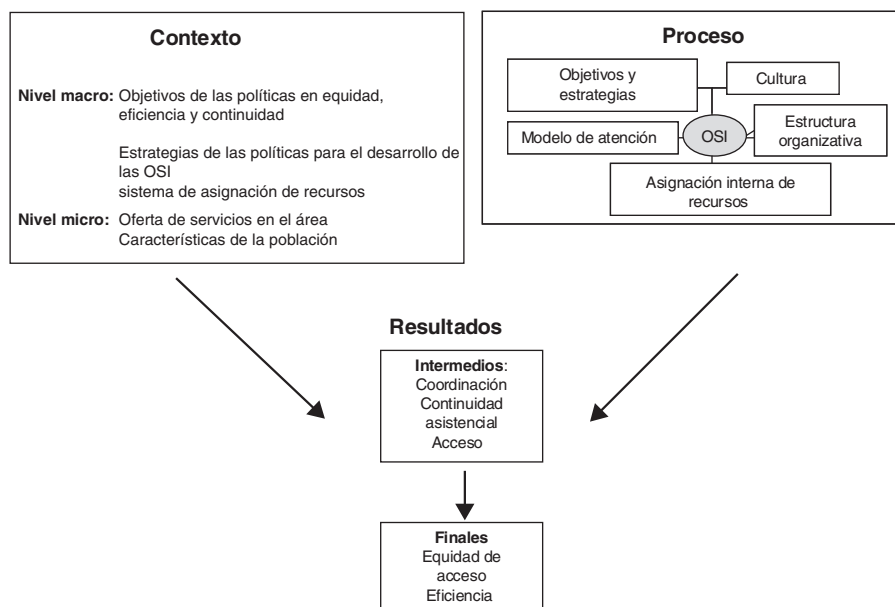 Contexto
Nivel macro: Objetivos de las políticas en equidad,
eficiencia y continuidad
Estrategias de las políticas para el desarrollo de
las OSI
sistema de asignación de recursos
Nivel micro: Oferta de servicios en el área
Características de la población
Proceso
Objetivos y
estrategias
Cultura
Modelo de atención
OSI
Estructura
organizativa
Asignación interna de
recursos
Resultados
Intermedios:
Coordinación
Continuidad
asistencial
Acceso
Finales
Equidad de
acceso
Eficiencia